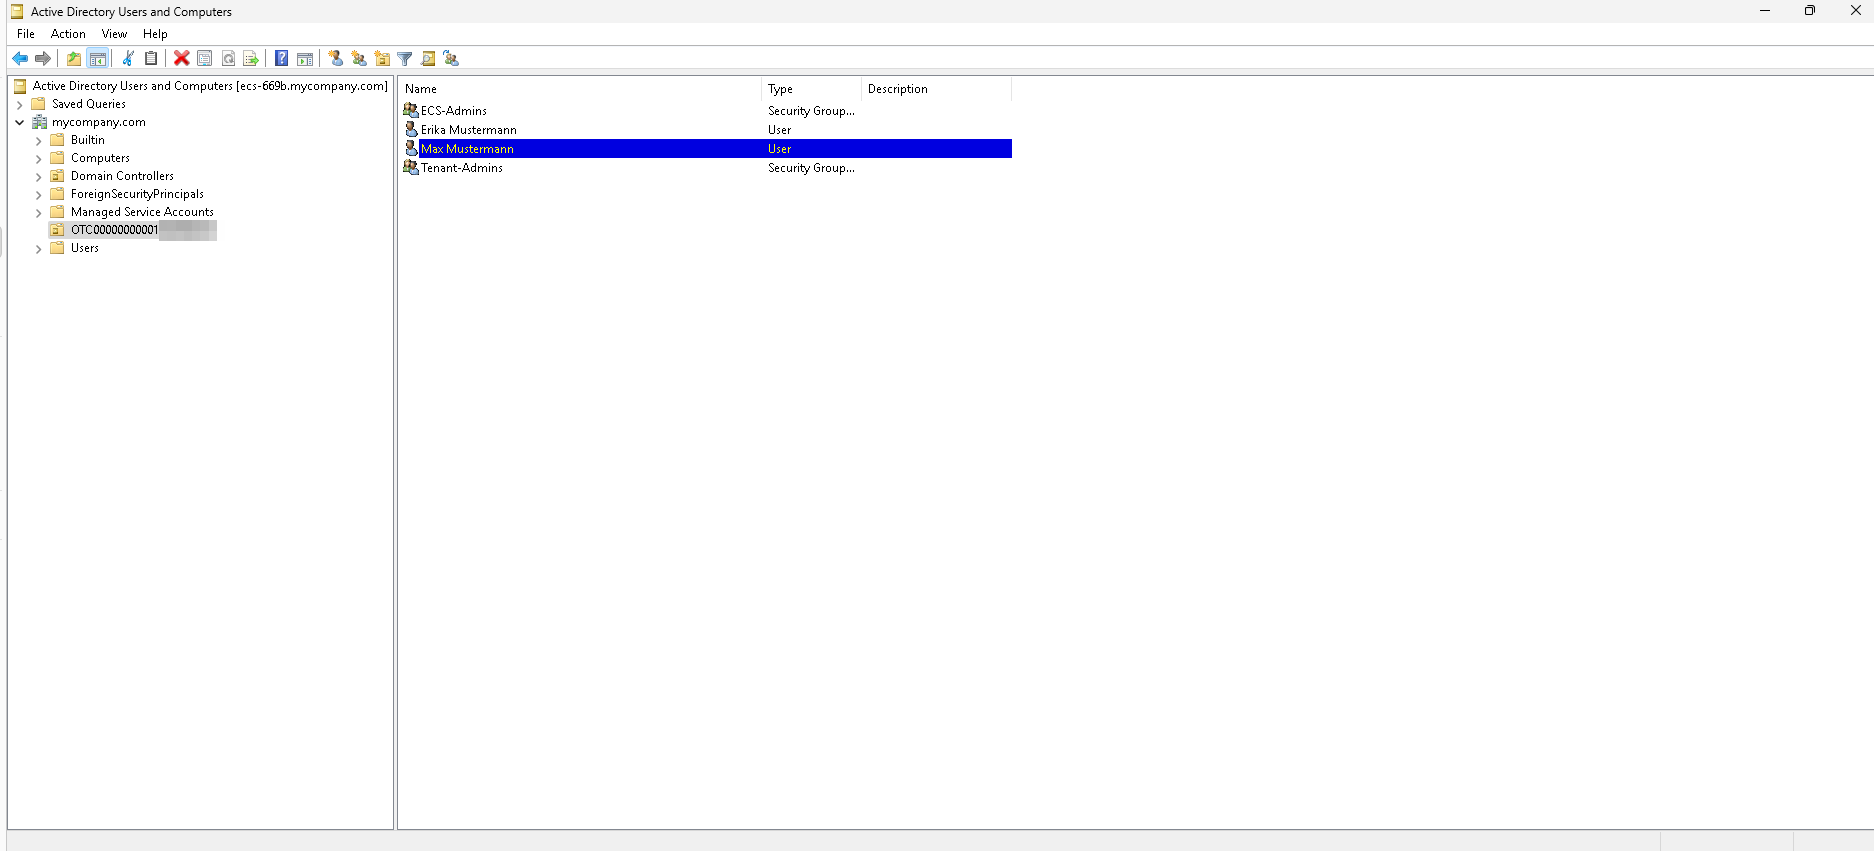 Active Directory Users and Computers
File Action View Help
Active Directory Users and Computers [ecs-669b.mycompany.com]
Saved Queries
mycompany.com
Builtin
Computers
Domain Controllers
ForeignSecurityPrincipals
Managed Service Accounts
OTC00000000001
Users
Name Type Description
ECS-Admins Security Group...
Erika Mustermann User
Max Mustermann User
Tenant-Admins Security Group...